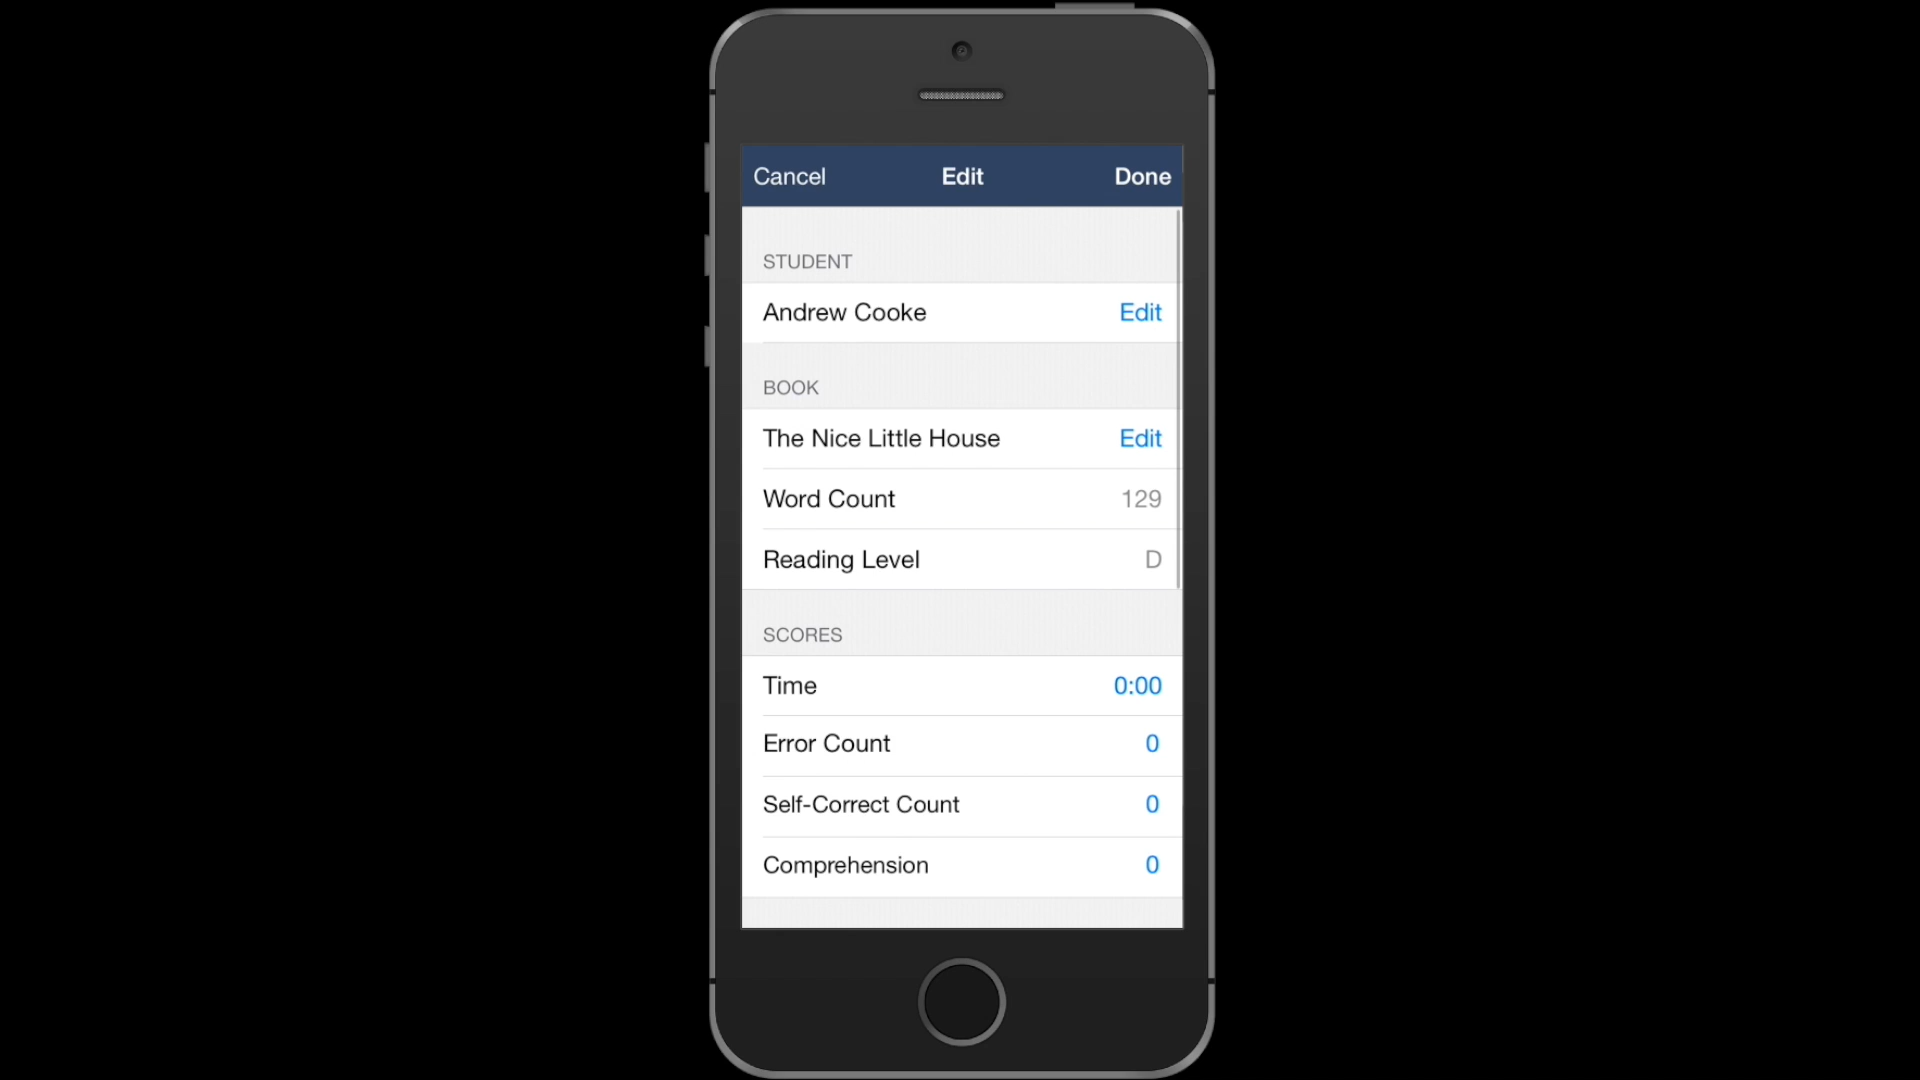 Cancel Edit Done
STUDENT
Andrew Cooke Edit
BOOK
The Nice Little House Edit
Word Count 129
Reading Level D
SCORES
Time 0:00
Error Count 0
Self-Correct Count 0
Comprehension 0